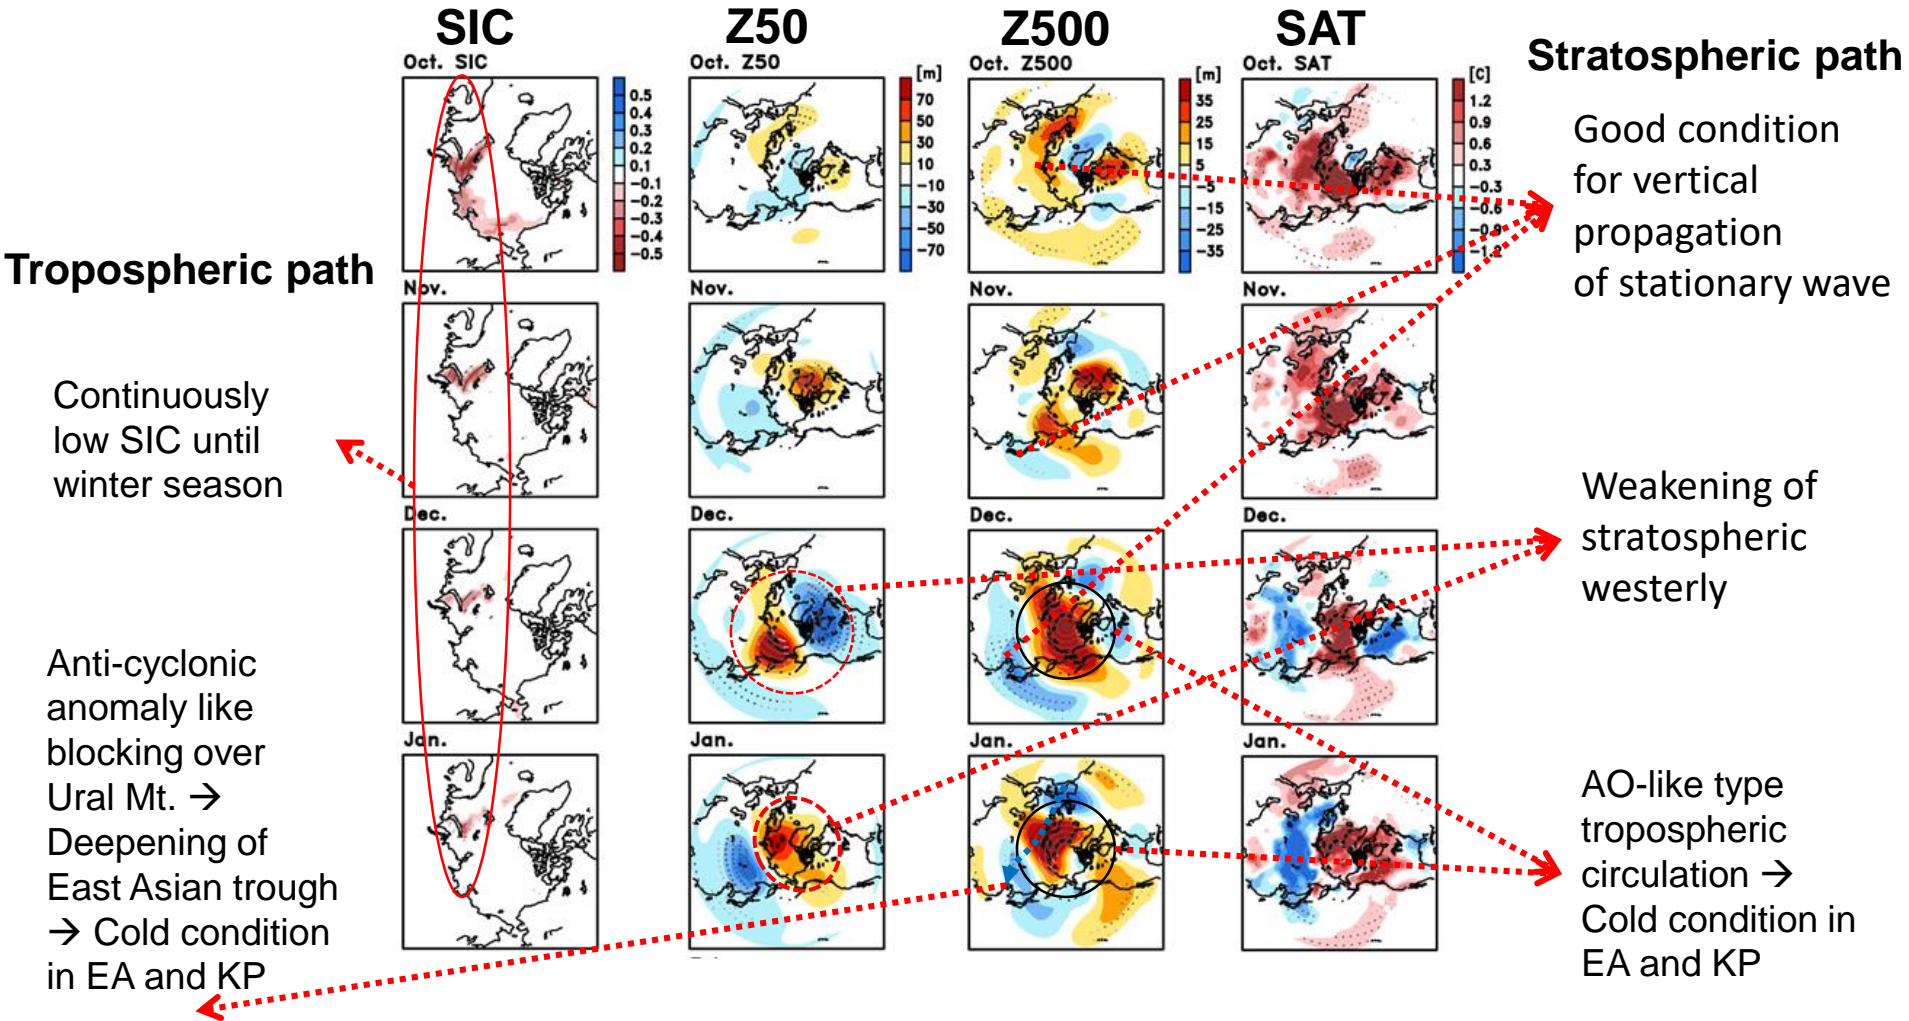 SIC
Z50
Z500
SAT
Stratospheric path
Oct. SIC
Oct. Z50
Oct. Z500
Oct. SAT
0.5
0.4
0.3
0.2
0.1
-0.1
-0.2
-0.3
-0.4
-0.5
[m]
70
50
30
10
-10
-30
-50
-70
[m]
35
25
15
5
-5
-15
-25
-35
[C]
1.2
0.9
0.6
0.3
-0.3
-0.6
-0.9
-1.2
Good condition
for vertical
propagation
of stationary wave
Tropospheric path
Nov.
Nov.
Nov.
Nov.
Continuously
low SIC until
winter season
Weakening of
stratospheric
westerly
Dec.
Dec.
Dec.
Dec.
Anti-cyclonic
anomaly like
blocking over
Ural Mt. →
Deepening of
East Asian trough
→ Cold condition
in EA and KP
Jan.
Jan.
Jan.
Jan.
AO-like type
tropospheric
circulation →
Cold condition in
EA and KP